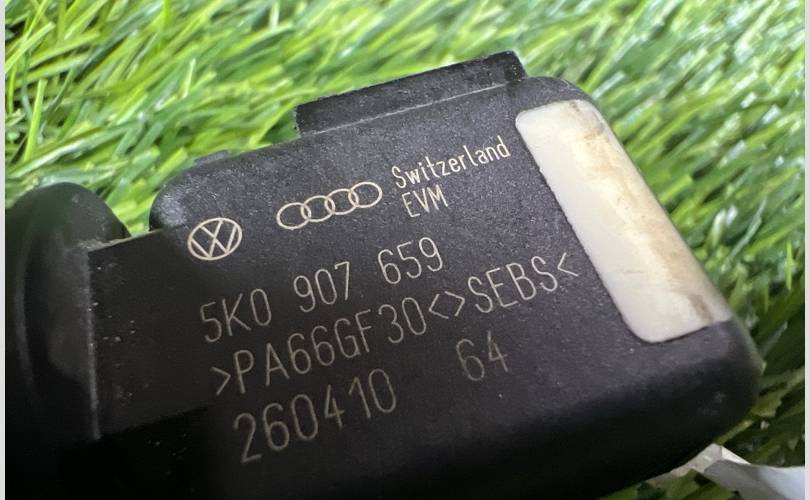 Switzerland
EVM
5K0 907 659
>PA66GF30<>SEBS<
260410 64